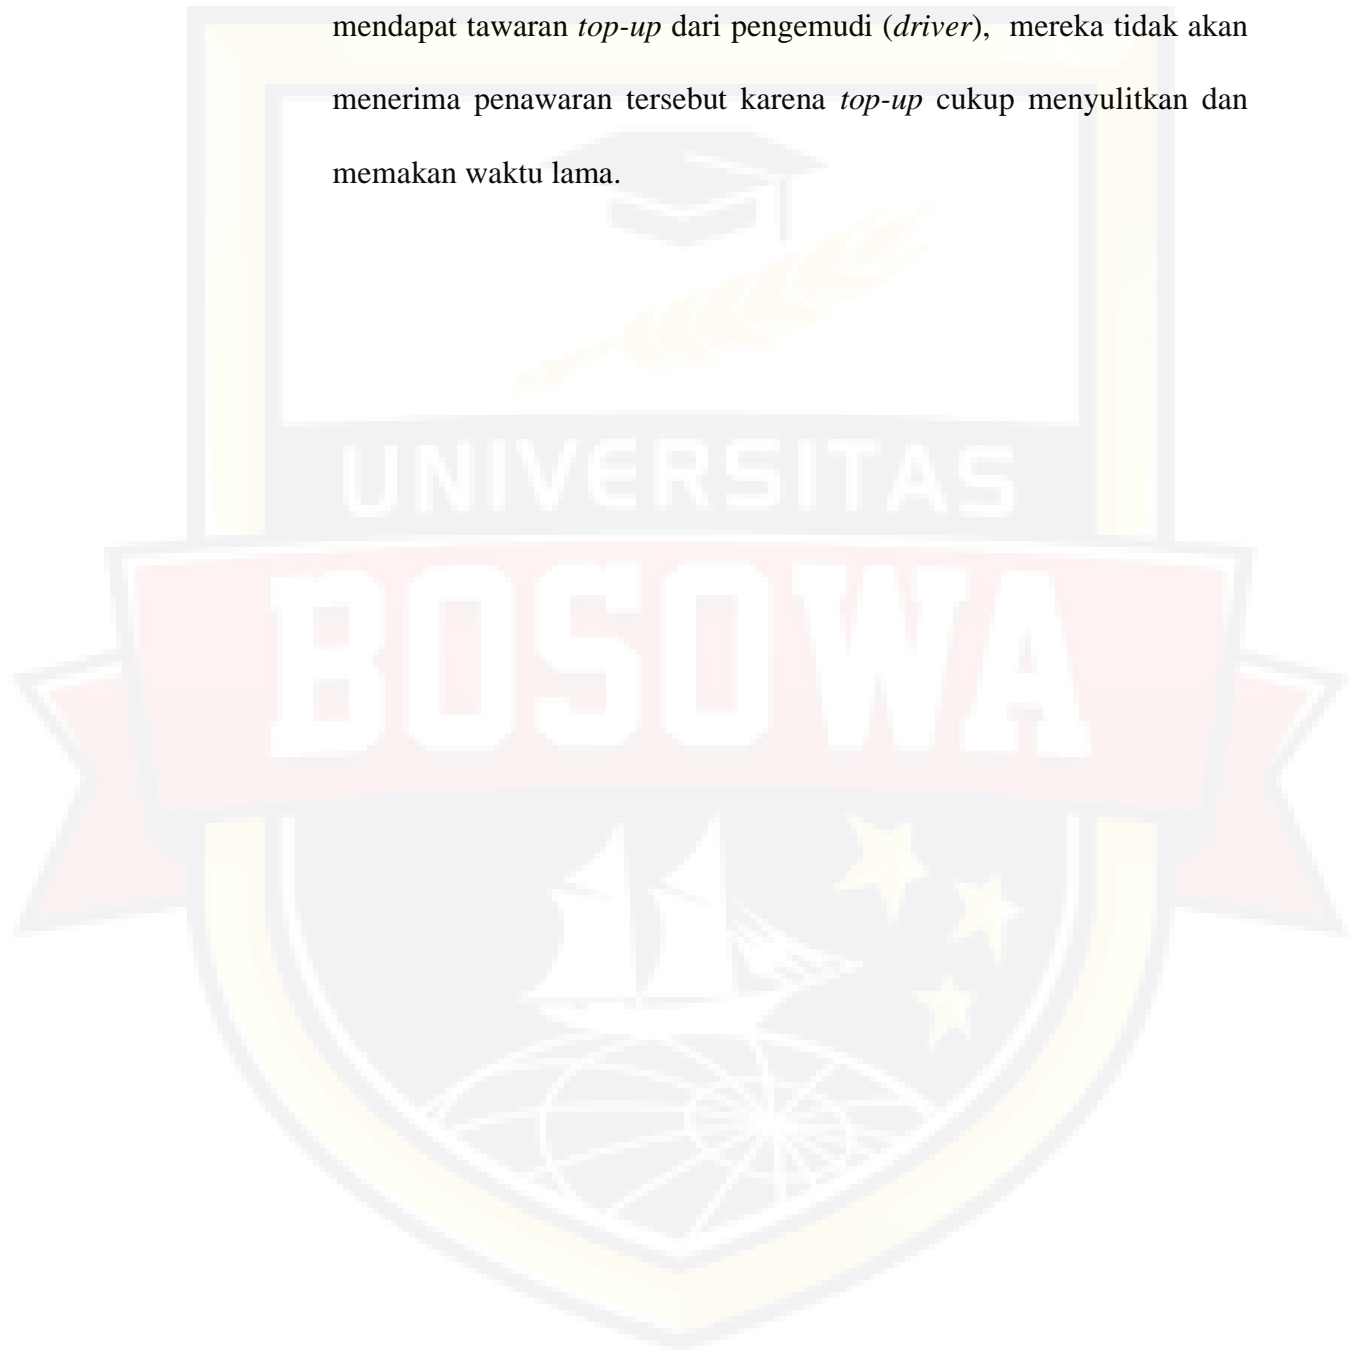 mendapat tawaran top-up dari pengemudi (driver), mereka tidak akan
menerima penawaran tersebut karena top-up cukup menyulitkan dan
memakan waktu lama.
UNIVERSITAS
BOSOWA